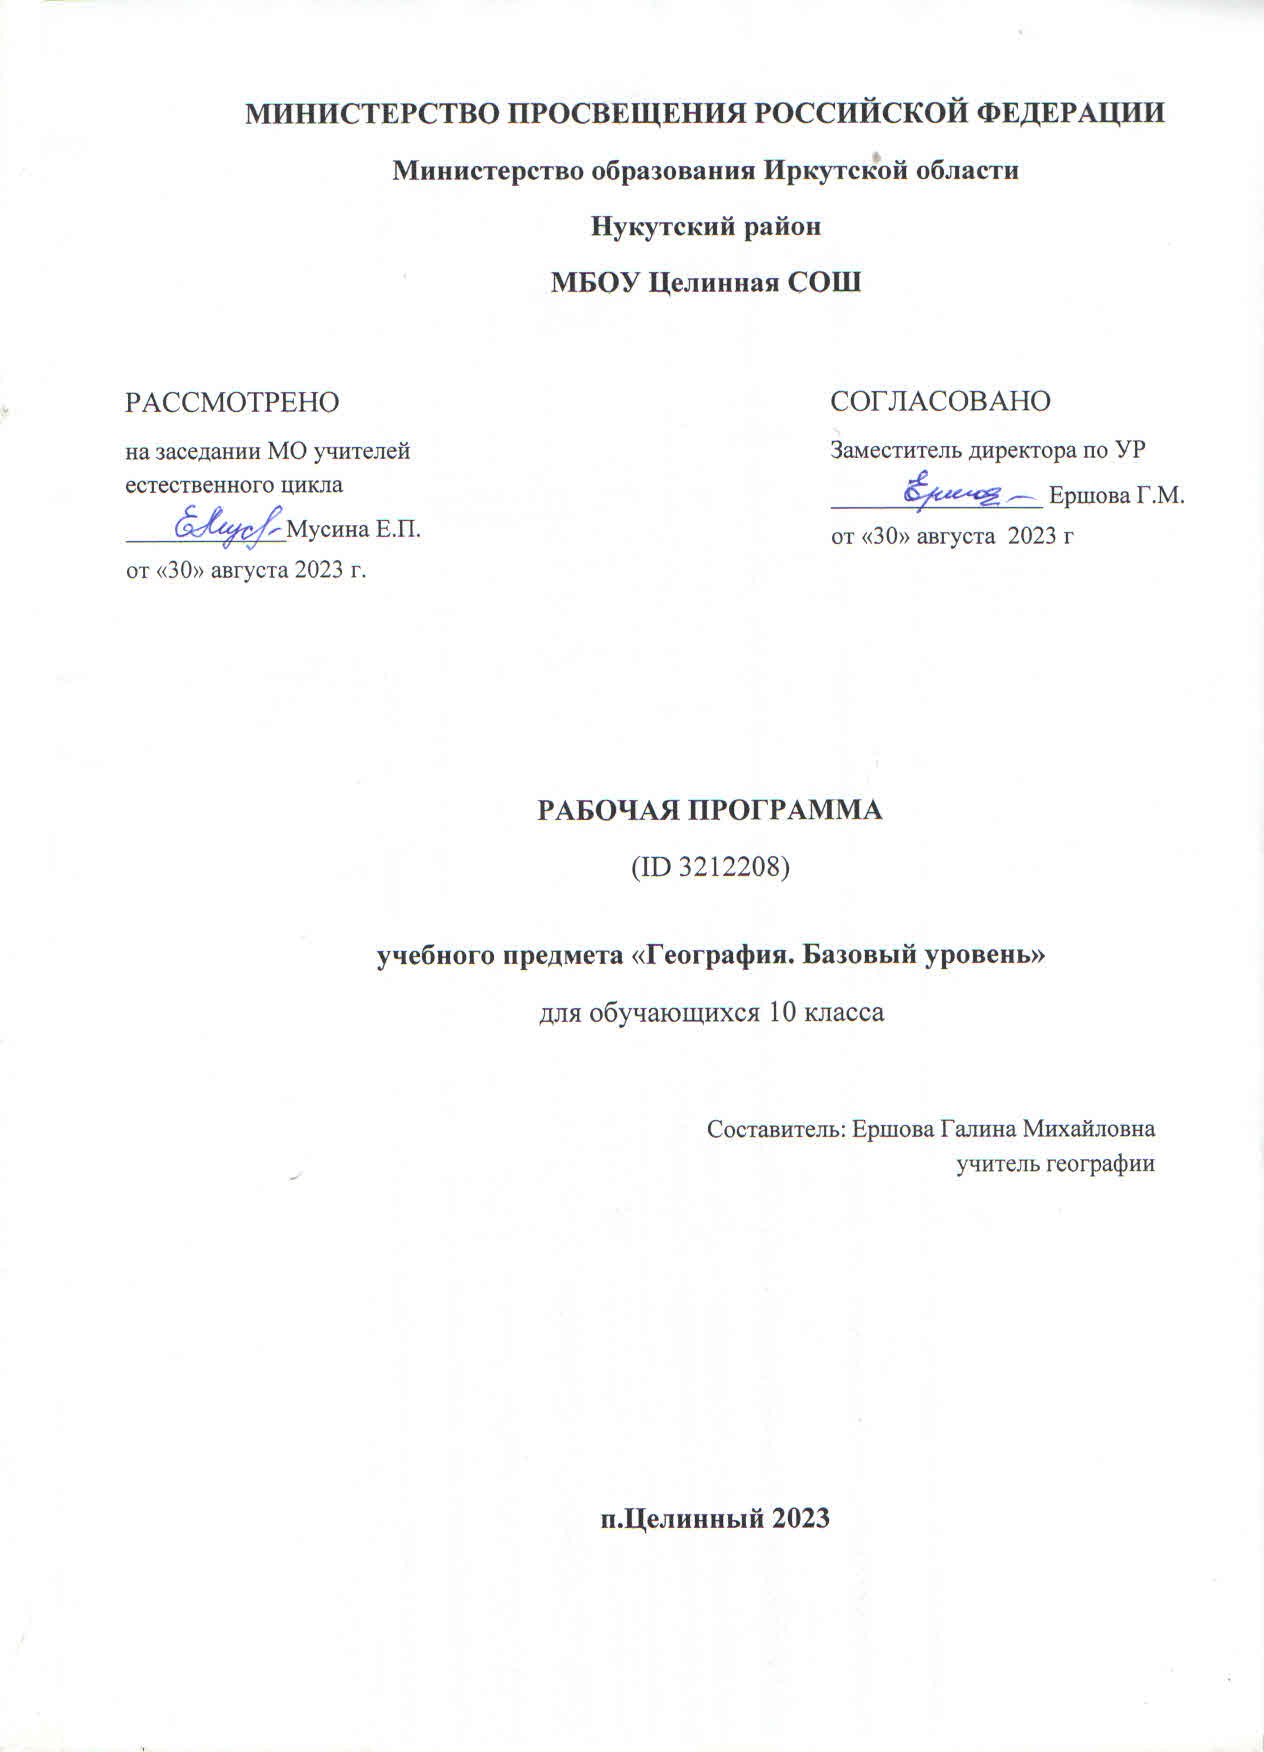 МИНИСТЕРСТВО ПРОСВЕЩЕНИЯ РОССИЙСКОЙ ФЕДЕРАЦИИ
Министерство образования Иркутской области
Нукутский район
МБОУ Целинная СОШ
РАССМОТРЕНО
на заседании МО учителей
естественного цикла
Мусина Е.П.
от «30» августа 2023 г.
СОГЛАСОВАНО
Заместитель директора по УР
Ершова Г.М.
от «30» августа 2023 г
РАБОЧАЯ ПРОГРАММА
(ID 3212208)
учебного предмета «География. Базовый уровень»
для обучающихся 10 класса
Составитель: Ершова Галина Михайловна
учитель географии
п.Целинный 2023